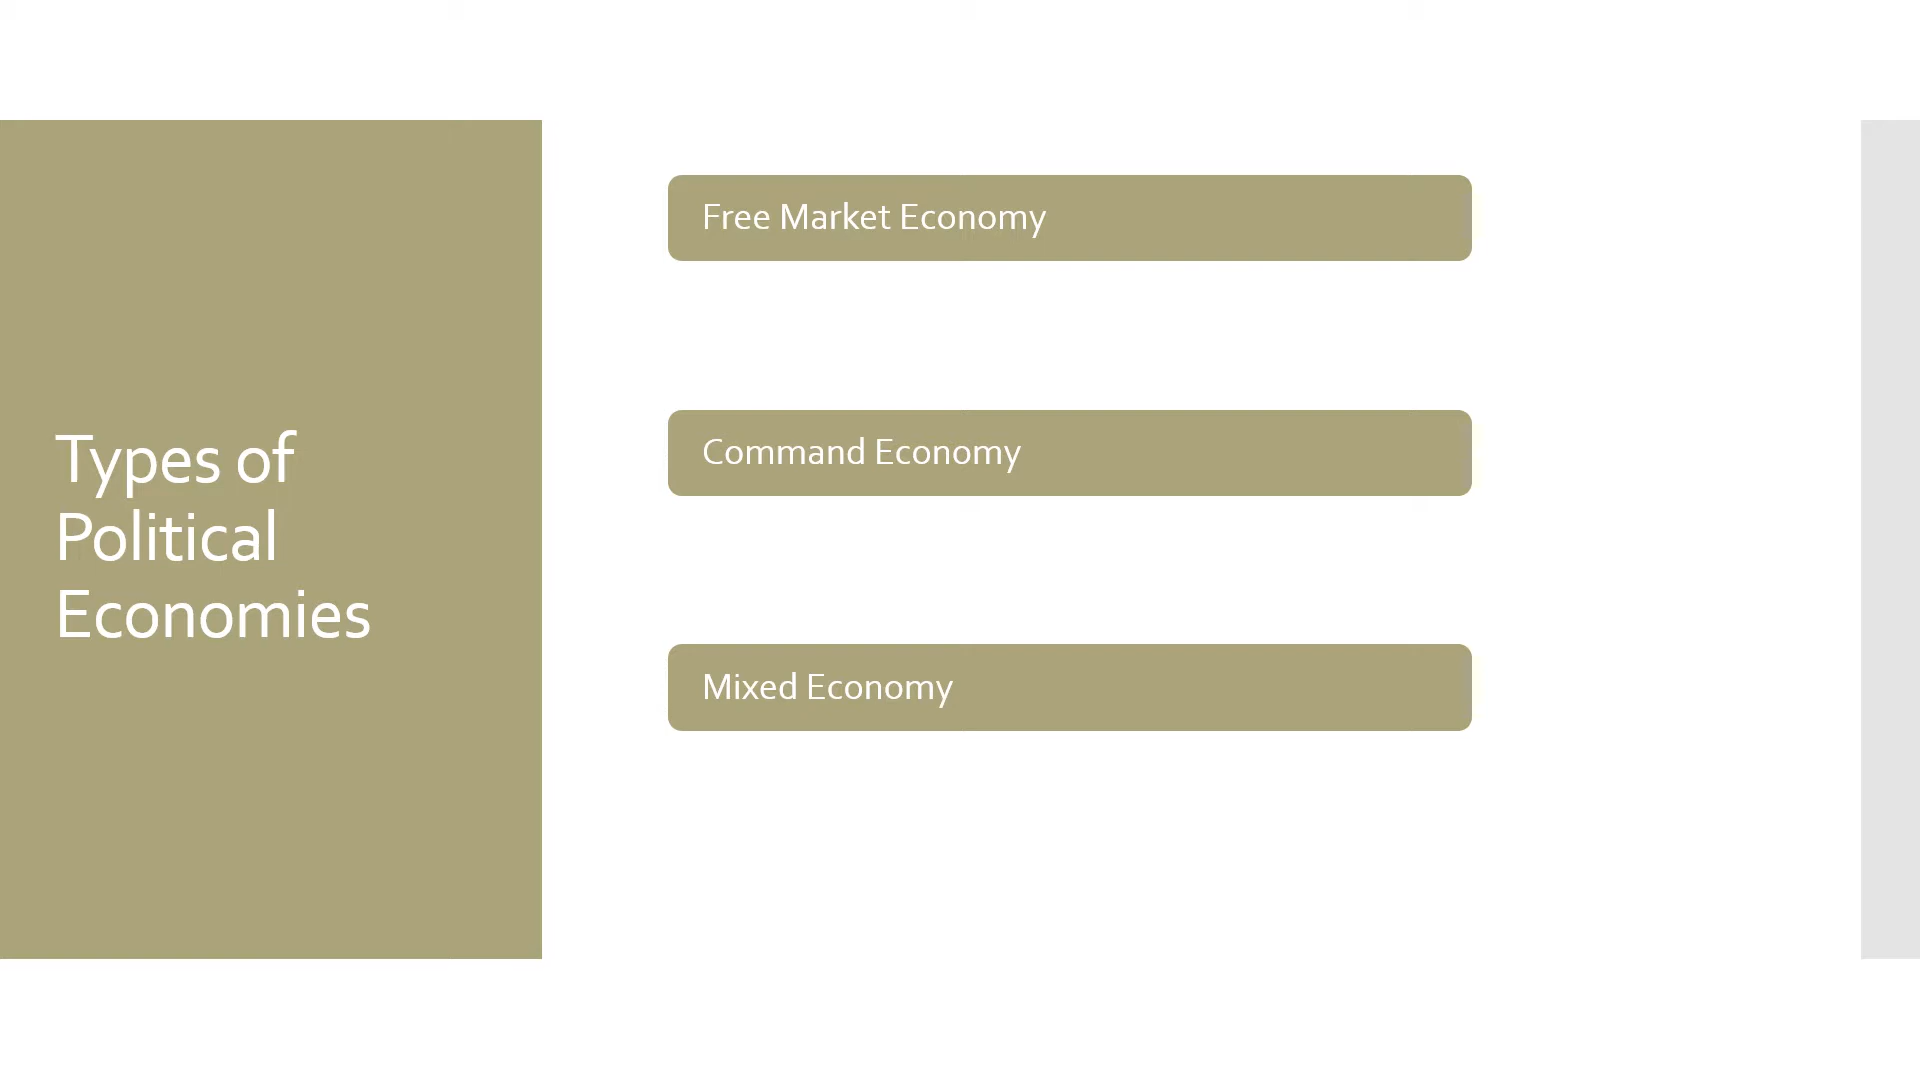 Types of
Political
Economies
Free Market Economy
Command Economy
Mixed Economy